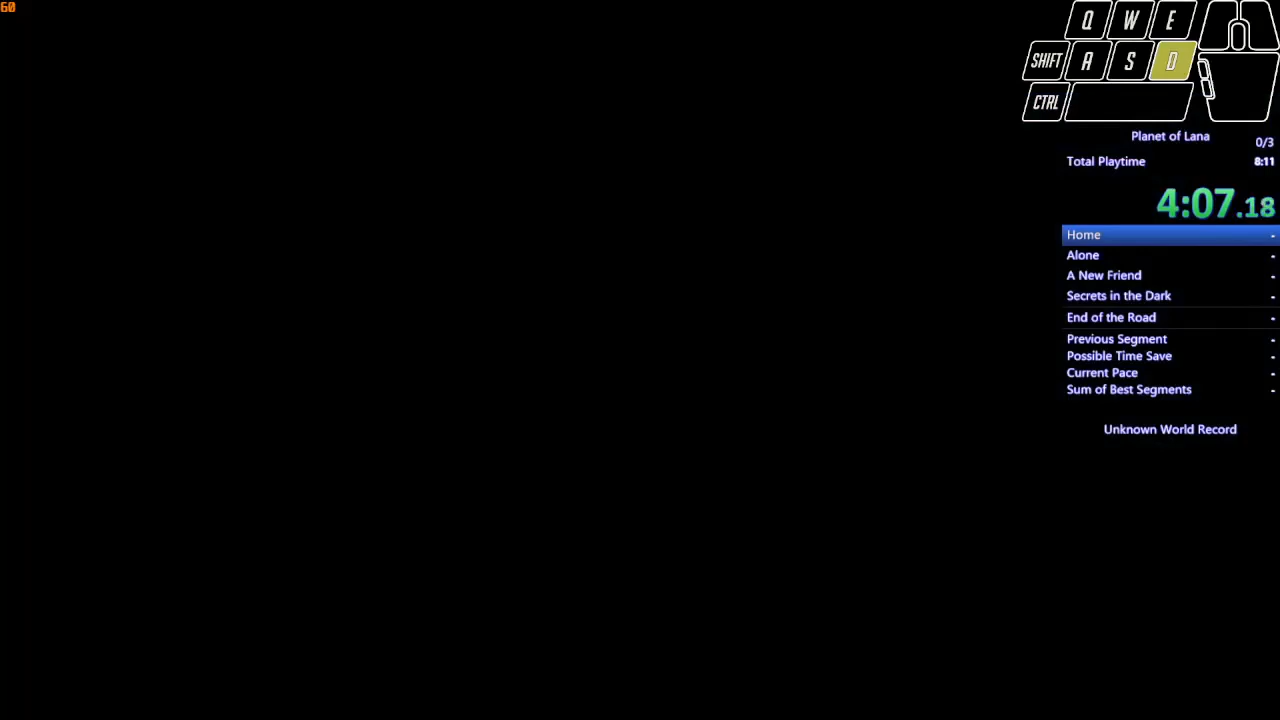 60
Q W E
SHIFT A S D
CTRL
Planet of Lana
0/3
Total Playtime 8:11
4:07.18
Home -
Alone -
A New Friend -
Secrets in the Dark -
End of the Road -
Previous Segment -
Possible Time Save -
Current Pace -
Sum of Best Segments -
Unknown World Record